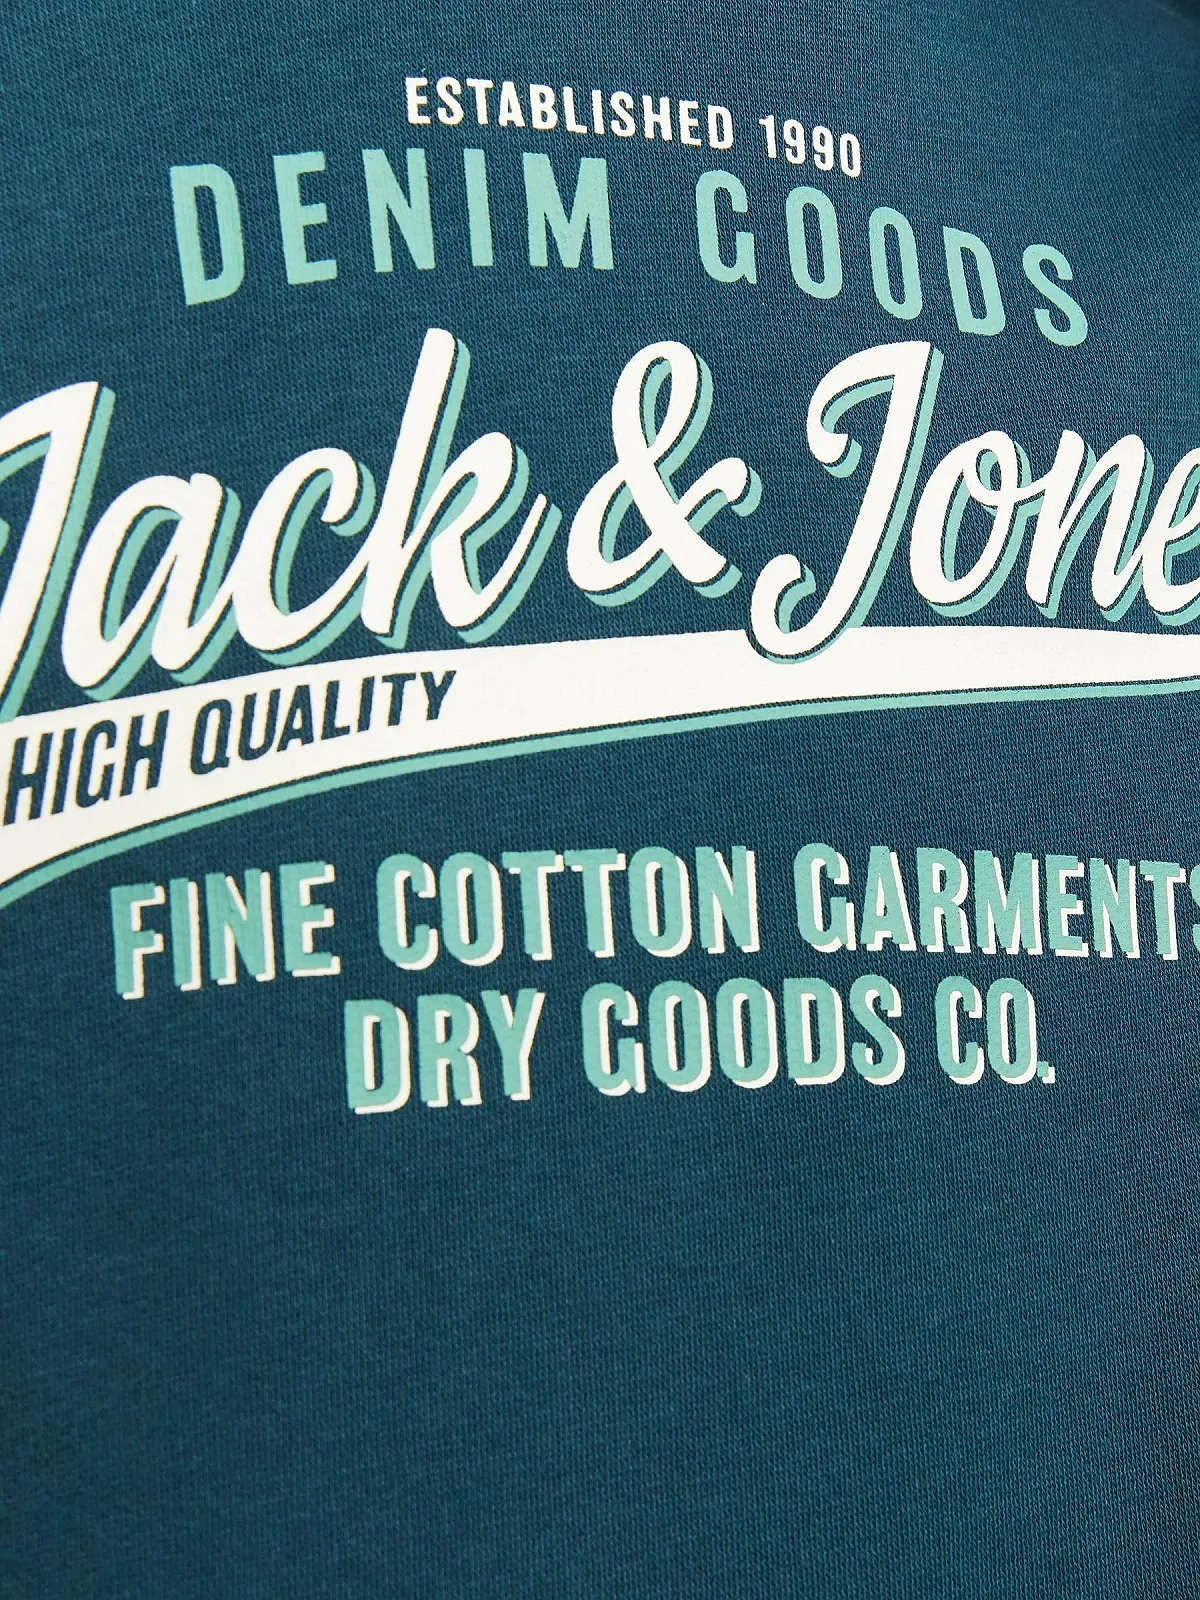 ESTABLISHED 1990
DENIM GOODS
Jack & Jone
HIGH QUALITY
FINE COTTON GARMENTS
DRY GOODS CO.